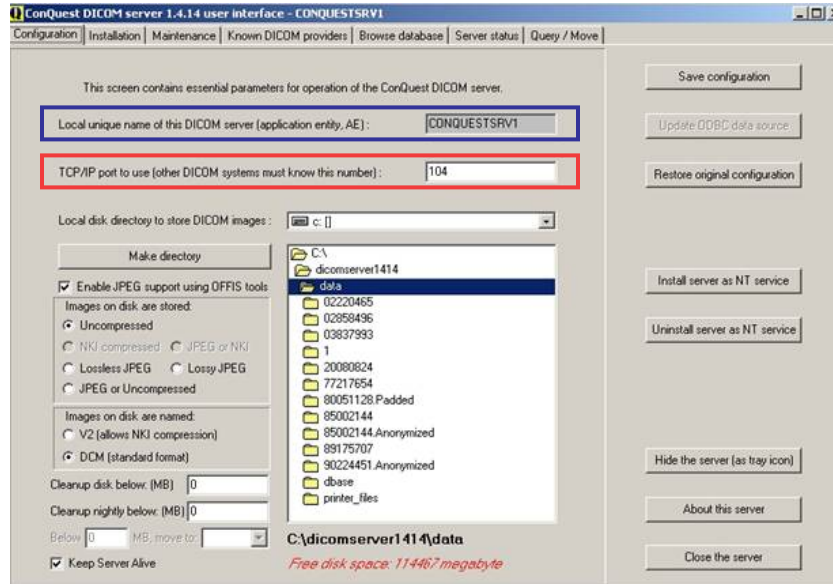 ConQuest DICOM server 1.4.14 user interface - CONQUESTSRV1
Configuration Installation Maintenance Known DICOM providers Browse database Server status Query / Move
This screen contains essential parameters for operation of the ConQuest DICOM server.
Local unique name of this DICOM server (application entity, AE) : CONQUESTSRV1
TCP/IP port to use (other DICOM systems must know this number) : 104
Local disk directory to store DICOM images : c: []
Make directory
Enable JPEG support using OFFIS tools
Images on disk are stored:
Uncompressed
NKI compressed JPEG or NKI
Lossless JPEG Lossy JPEG
JPEG or Uncompressed
Images on disk are named:
V2 (allows NKI compression)
DCM (standard format)
Cleanup disk below: (MB) 0
Cleanup nightly below: (MB) 0
Below 0 MB, move to:
Keep Server Alive
C:\
dicomserver1414
data
02220465
02858496
03837993
1
20080824
77217654
80051128.Padded
85002144
85002144.Anonymized
89175707
90224451.Anonymized
dbase
printer_files
C:\dicomserver1414\data
Free disk space: 114467 megabyte
Save configuration
Update ODBC data source
Restore original configuration
Install server as NT service
Uninstall server as NT service
Hide the server (as tray icon)
About this server
Close the server